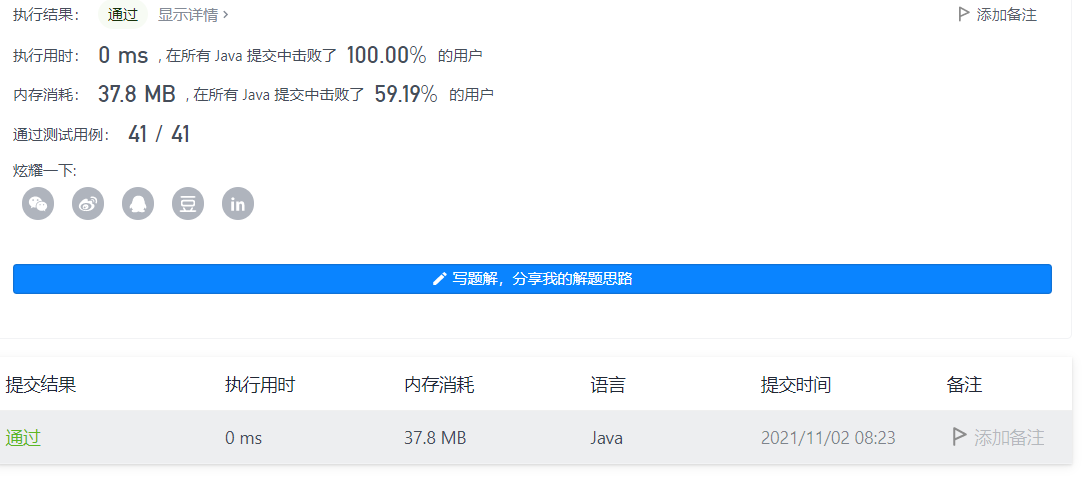 执行结果： 通过 显示详情 › 添加备注
执行用时： 0 ms , 在所有 Java 提交中击败了 100.00% 的用户
内存消耗： 37.8 MB , 在所有 Java 提交中击败了 59.19% 的用户
通过测试用例： 41 / 41
炫耀一下:
豆 in
写题解，分享我的解题思路
提交结果 执行用时 内存消耗 语言 提交时间 备注
通过 0 ms 37.8 MB Java 2021/11/02 08:23 添加备注